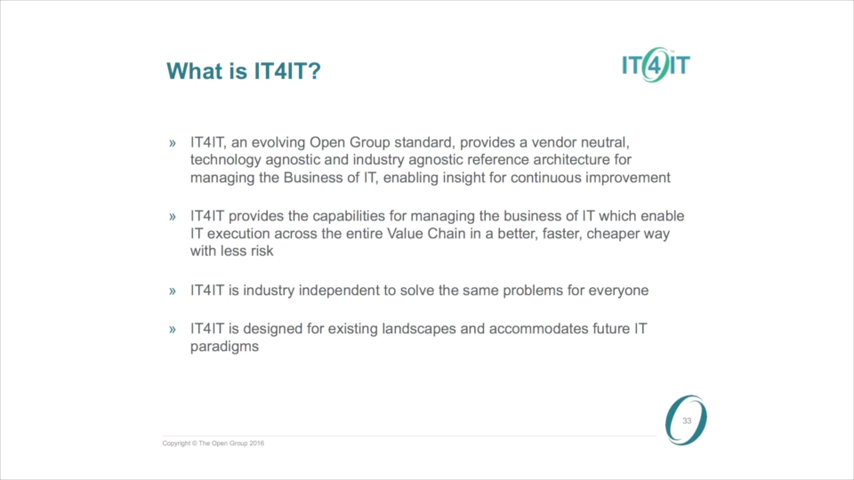 What is IT4IT?
IT4IT
» IT4IT, an evolving Open Group standard, provides a vendor neutral,
technology agnostic and industry agnostic reference architecture for
managing the Business of IT, enabling insight for continuous improvement
» IT4IT provides the capabilities for managing the business of IT which enable
IT execution across the entire Value Chain in a better, faster, cheaper way
with less risk
» IT4IT is industry independent to solve the same problems for everyone
» IT4IT is designed for existing landscapes and accommodates future IT
paradigms
33
Copyright © The Open Group 2016